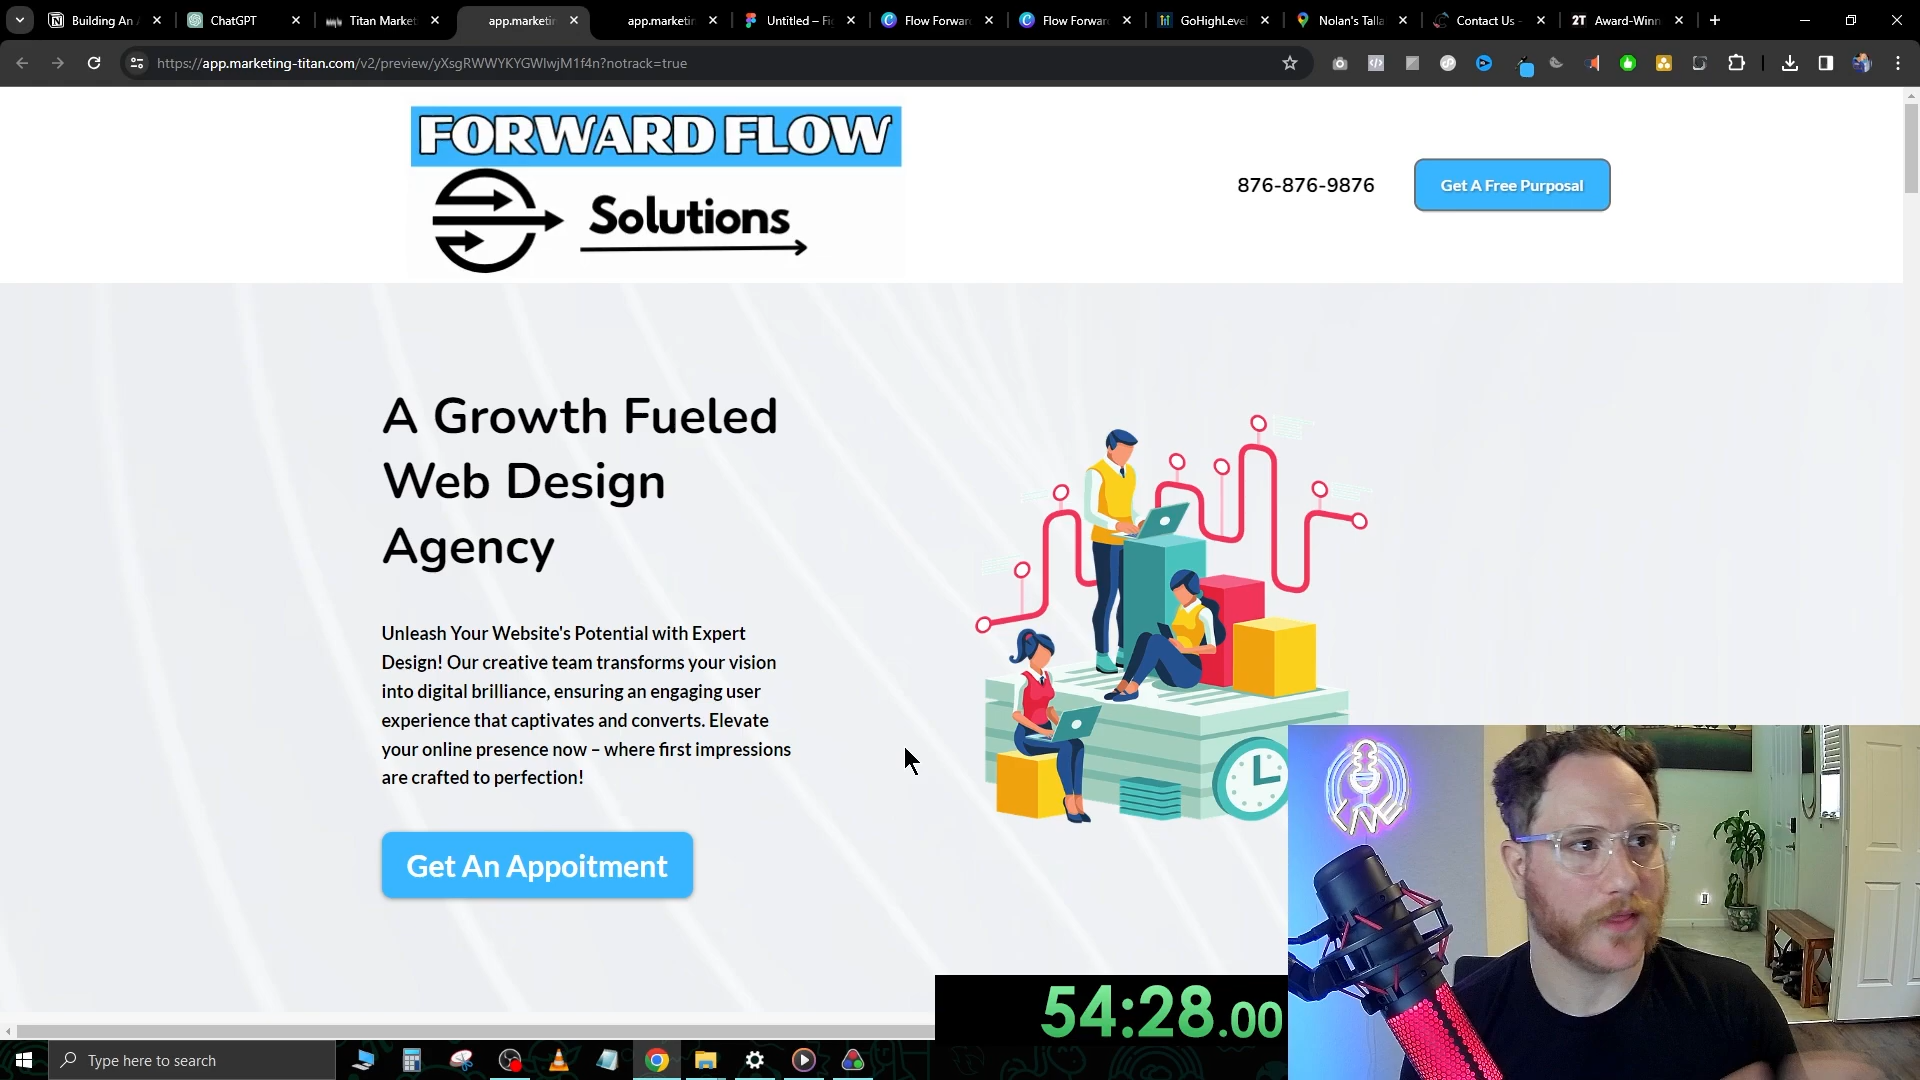 Building An
ChatGPT
Titan Market
app.marketin
app.marketin
Untitled – Fi
Flow Forwar
Flow Forwar
GoHighLeve
Nolan's Talla
Contact Us -
2T Award-Winn
https://app.marketing-titan.com/v2/preview/yXsgRWWYKYGWIwjM1f4n?notrack=true
FORWARD FLOW
Solutions
876-876-9876
Get A Free Purposal
A Growth Fueled
Web Design
Agency
Unleash Your Website's Potential with Expert
Design! Our creative team transforms your vision
into digital brilliance, ensuring an engaging user
experience that captivates and converts. Elevate
your online presence now – where first impressions
are crafted to perfection!
Get An Appoitment
54:28.00
Type here to search